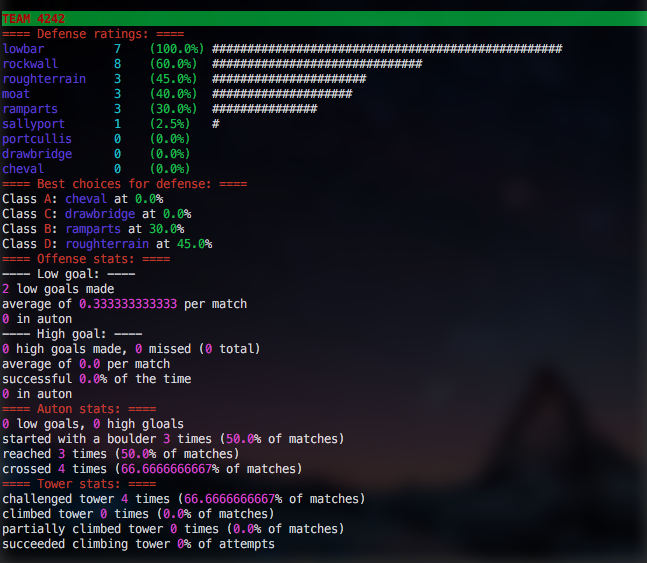 TEAM 4242
==== Defense ratings: ====
lowbar          7    (100.0%) ##################################################
rockwall        8    (60.0%)  ##############################
roughterrain    3    (45.0%)  ######################
moat            3    (40.0%)  ####################
ramparts        3    (30.0%)  ###############
sallyport       1    (2.5%)   #
portcullis      0    (0.0%)
drawbridge      0    (0.0%)
cheval          0    (0.0%)
==== Best choices for defense: ====
Class A: cheval at 0.0%
Class C: drawbridge at 0.0%
Class B: ramparts at 30.0%
Class D: roughterrain at 45.0%
==== Offense stats: ====
---- Low goal: ----
2 low goals made
average of 0.333333333333 per match
0 in auton
---- High goal: ----
0 high goals made, 0 missed (0 total)
average of 0.0 per match
successful 0.0% of the time
0 in auton
==== Auton stats: ====
0 low goals, 0 high gloals
started with a boulder 3 times (50.0% of matches)
reached 3 times (50.0% of matches)
crossed 4 times (66.6666666667% of matches)
==== Tower stats: ====
challenged tower 4 times (66.6666666667% of matches)
climbed tower 0 times (0.0% of matches)
partially climbed tower 0 times (0.0% of matches)
succeeded climbing tower 0% of attempts